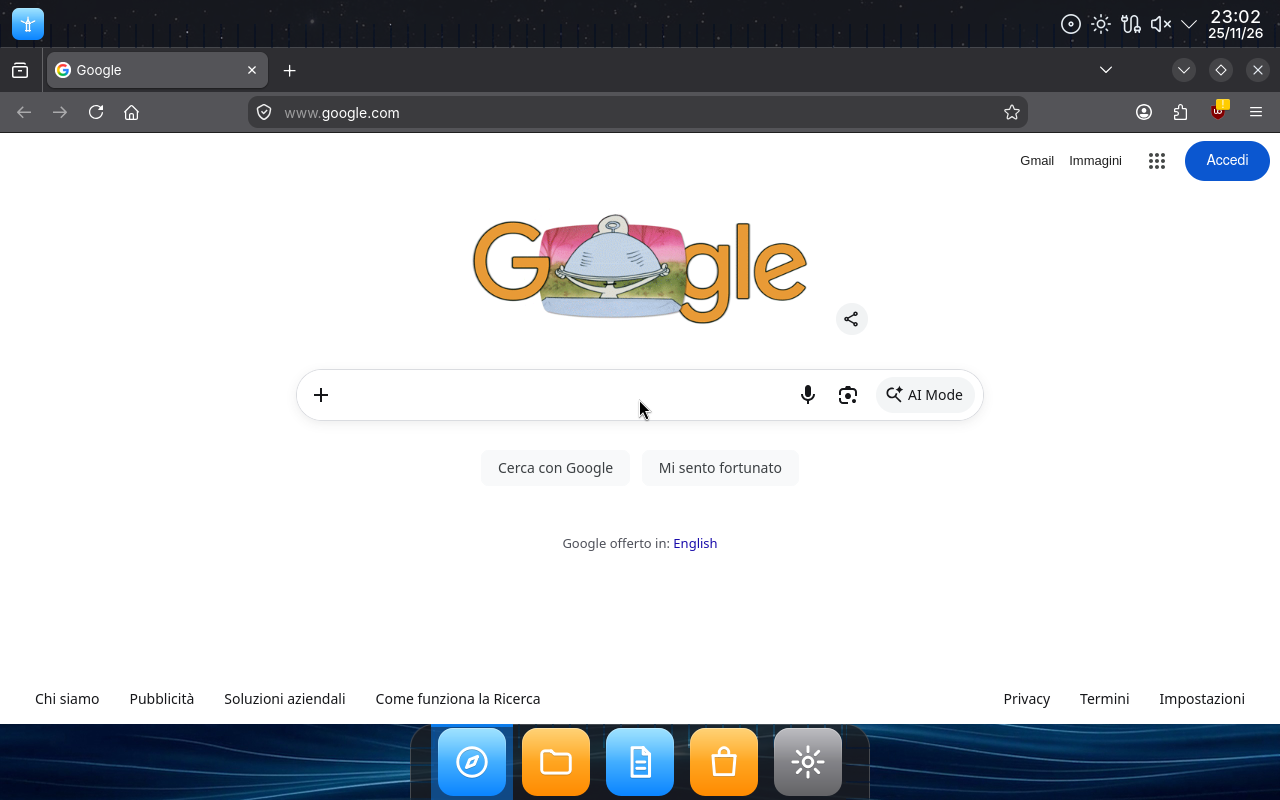 23:02
25/11/26
Google
www.google.com
Gmail
Immagini
Accedi
Google
AI Mode
Cerca con Google
Mi sento fortunato
Google offerto in: English
Chi siamo
Pubblicità
Soluzioni aziendali
Come funziona la Ricerca
Privacy
Termini
Impostazioni